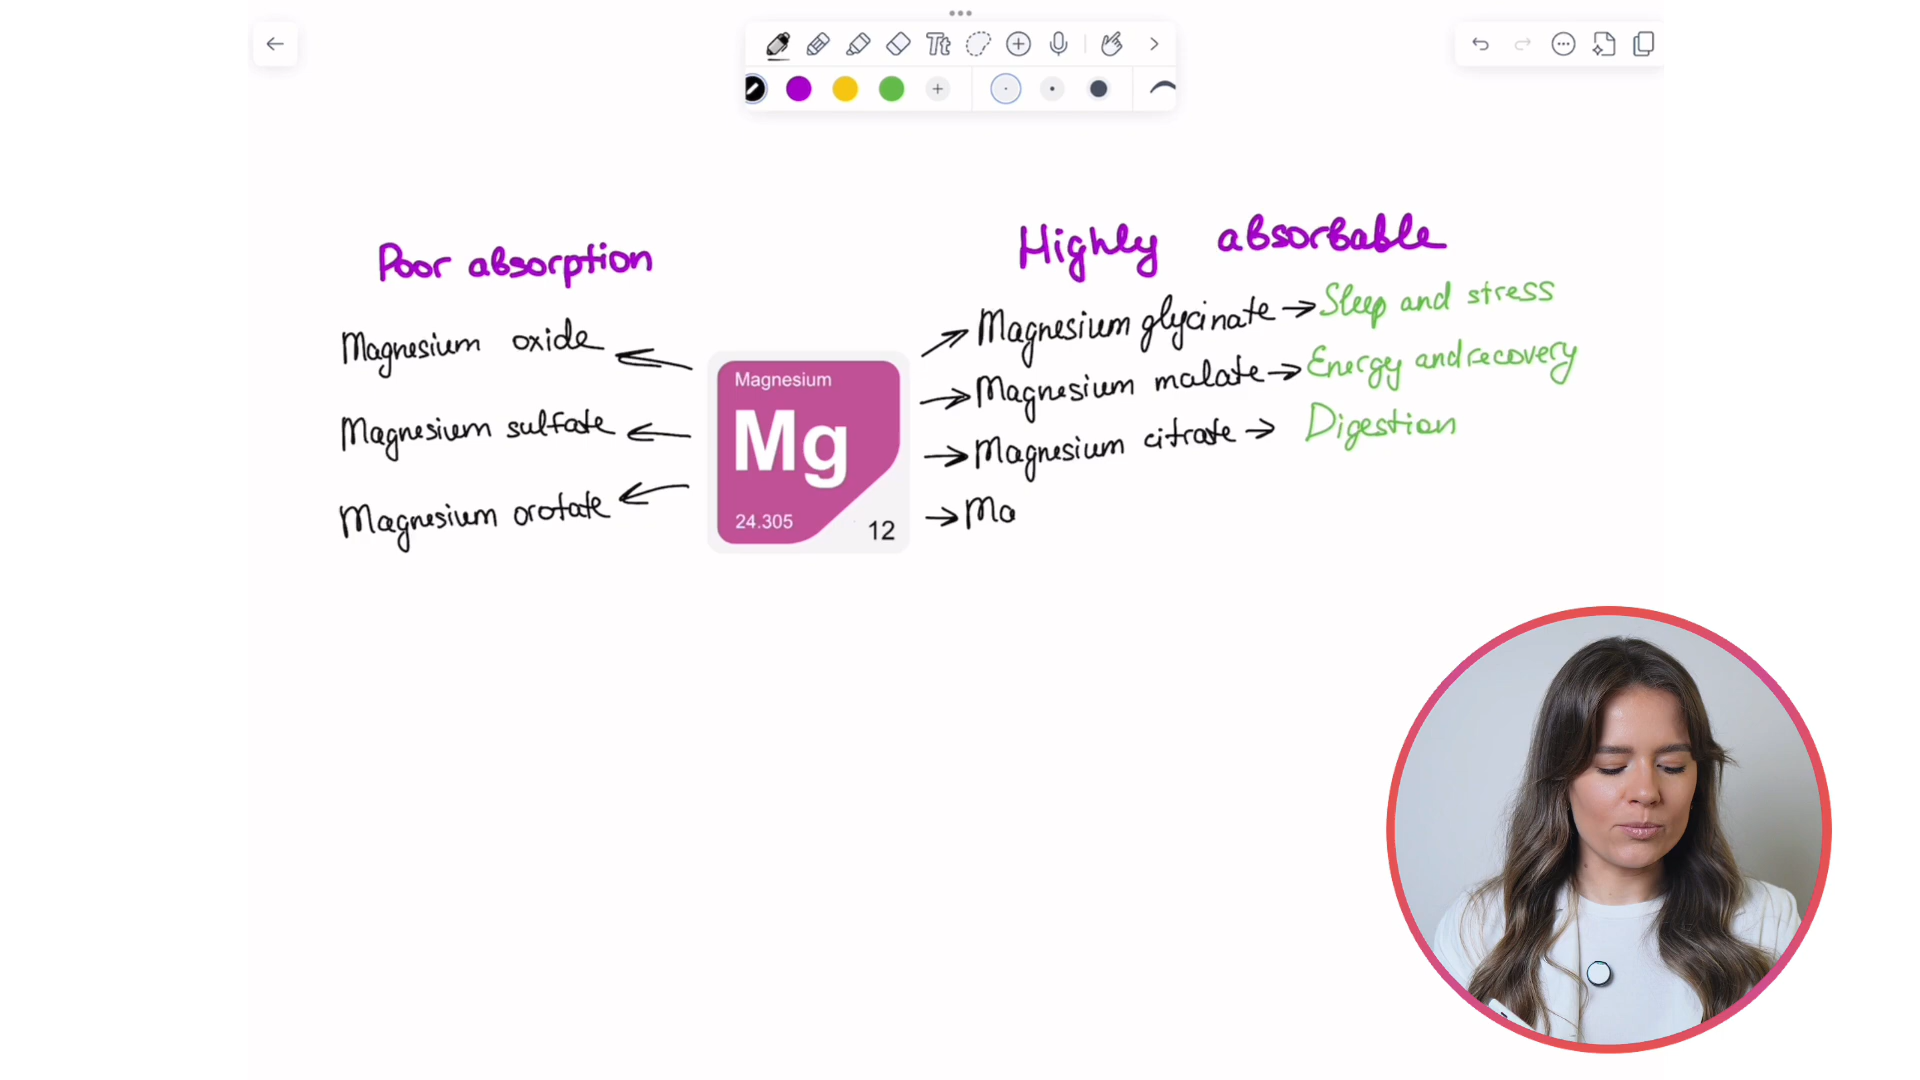 Tt
Poor absorption
Magnesium oxide
Magnesium sulfate
Magnesium orotate
Magnesium
Mg
24.305
12
Highly absorbable
Magnesium glycinate → Sleep and stress
Magnesium malate → Energy and recovery
Magnesium citrate → Digestion
Ma